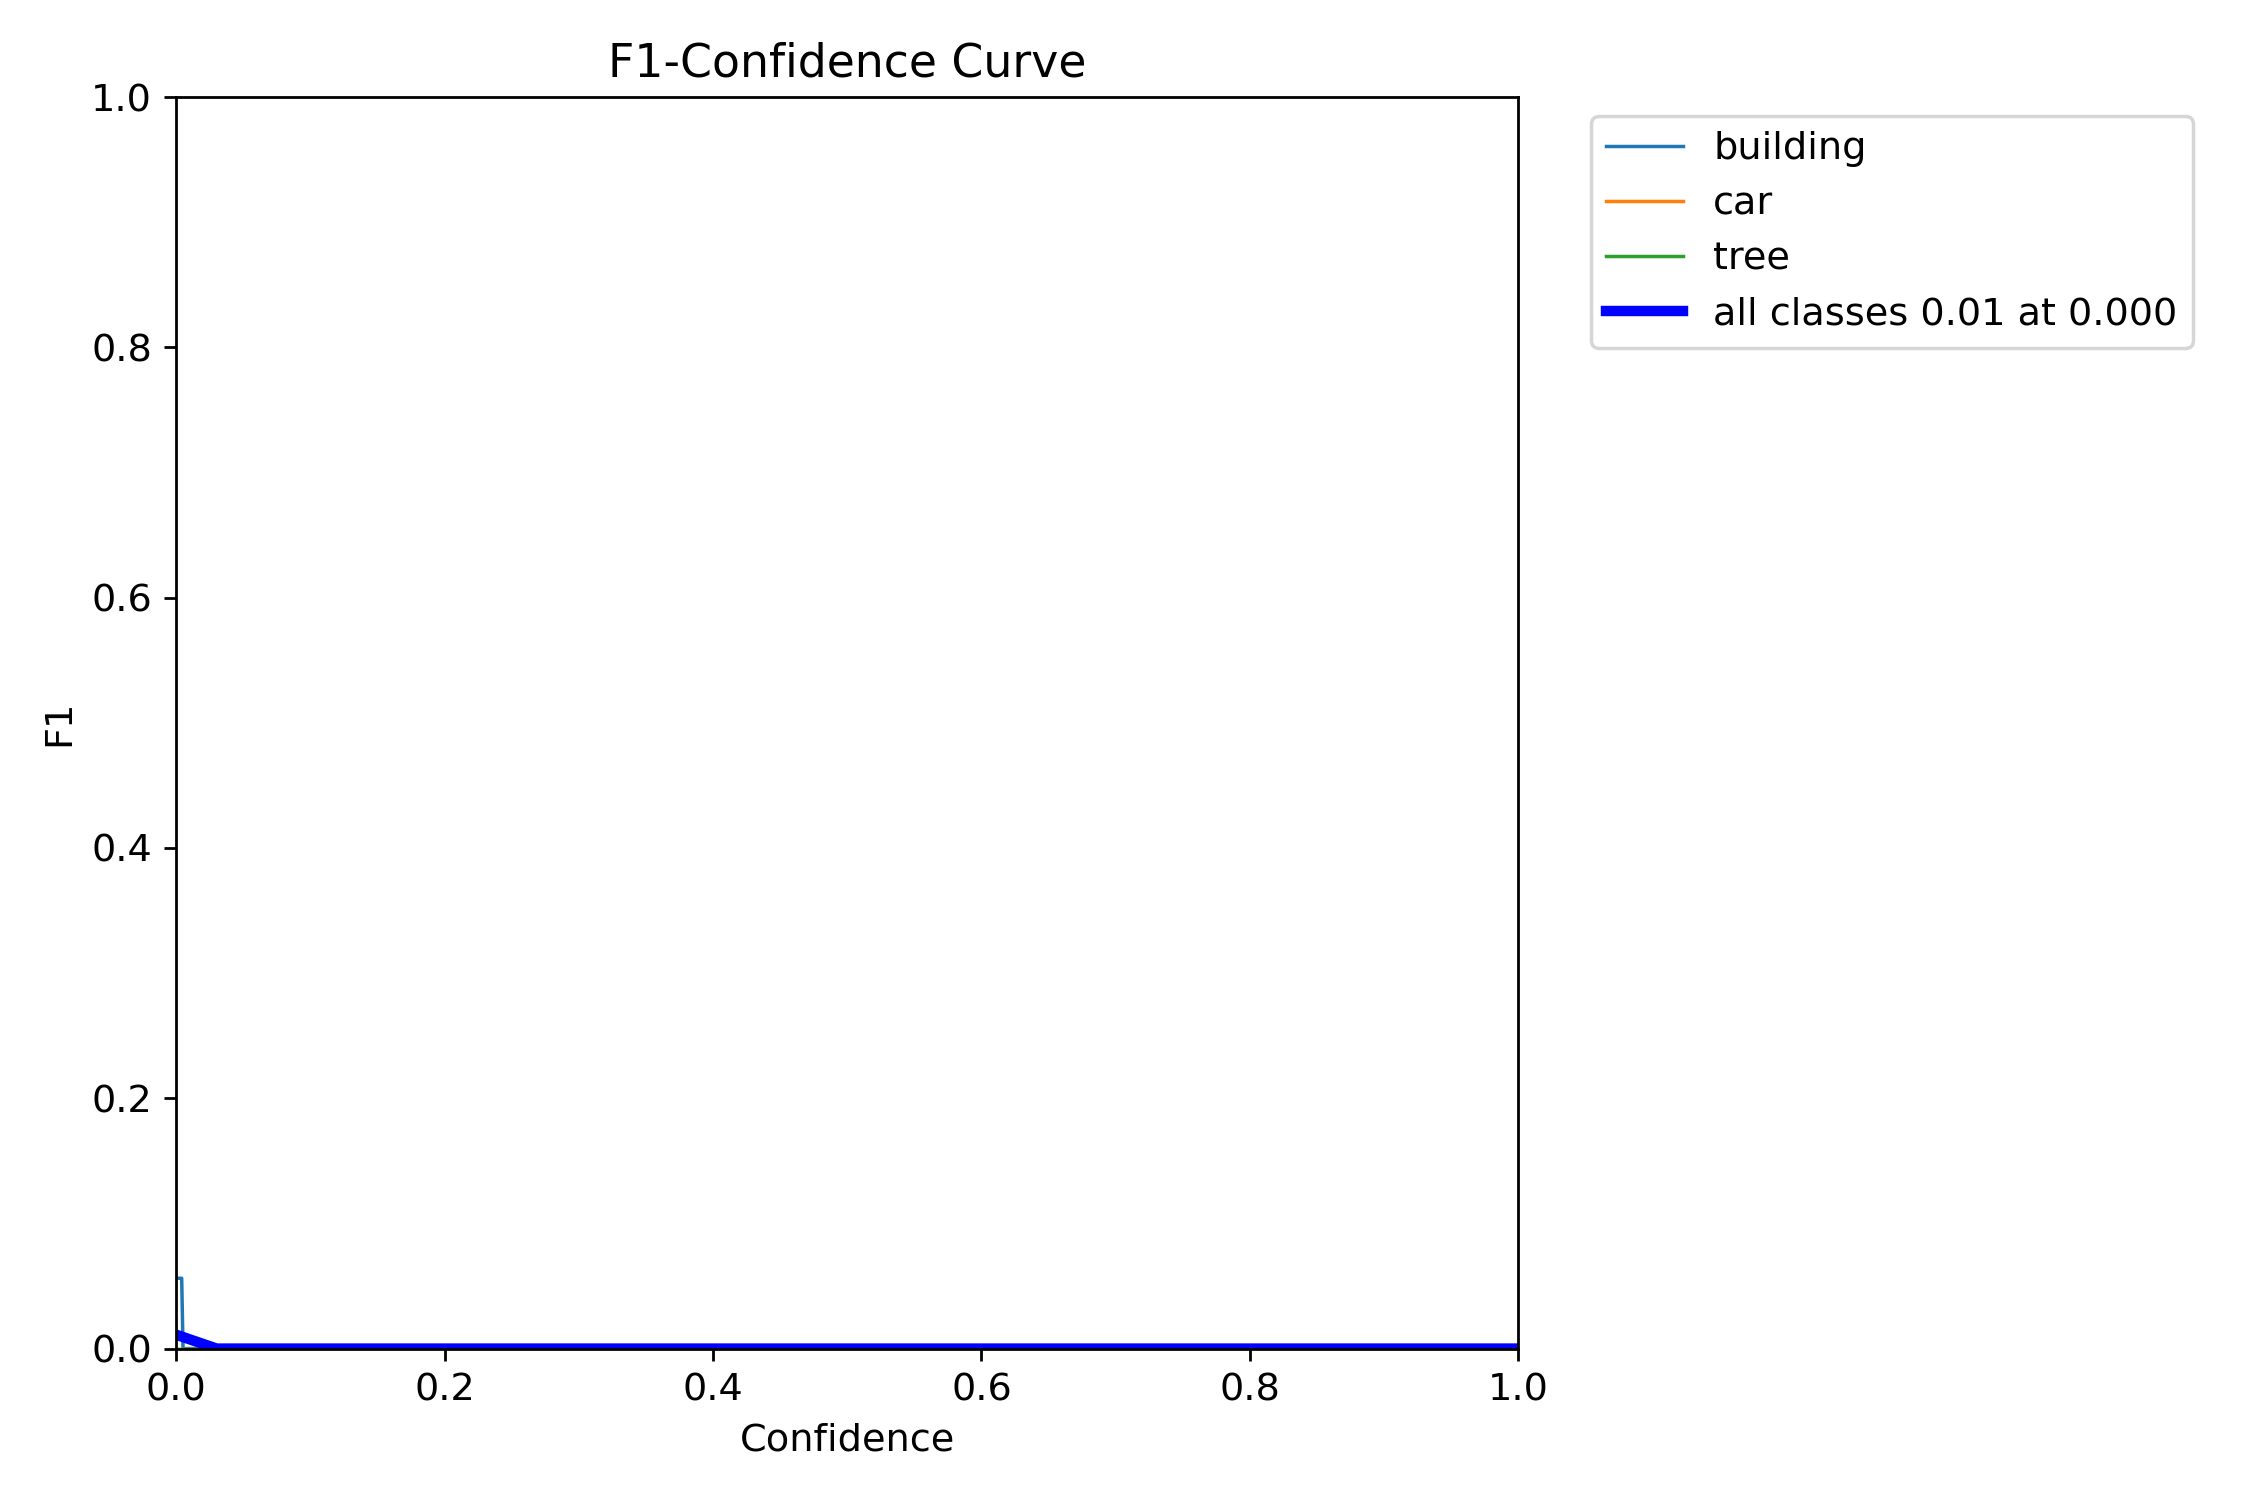 F1-Confidence Curve
1.0
0.8
0.6
0.4
0.2
0.0
F1
0.0 0.2 0.4 0.6 0.8 1.0
Confidence
building
car
tree
all classes 0.01 at 0.000